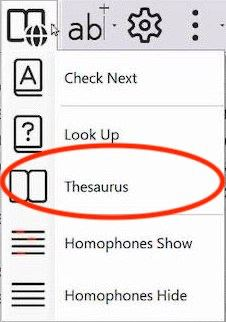 ab
A
Check Next
?
Look Up
Thesaurus
Homophones Show
Homophones Hide